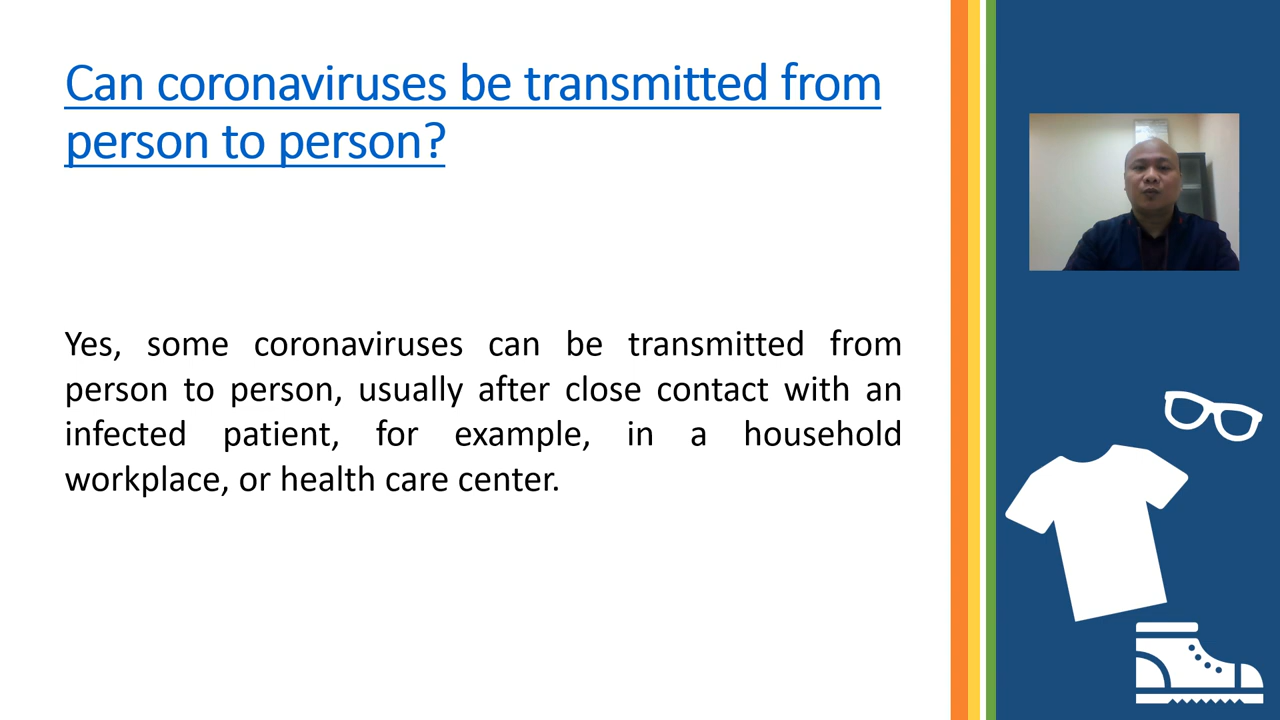 Can coronaviruses be transmitted from
person to person?
Yes, some coronaviruses can be transmitted from
person to person, usually after close contact with an
infected patient, for example, in a household
workplace, or health care center.